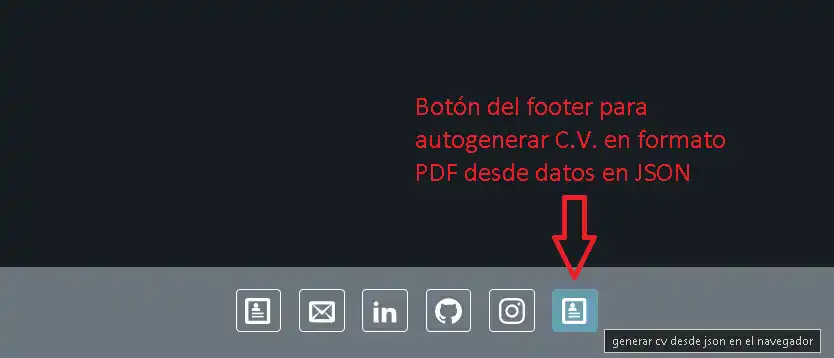 Botón del footer para
autogenerar C.V. en formato
PDF desde datos en JSON
in
generar cv desde json en el navegador